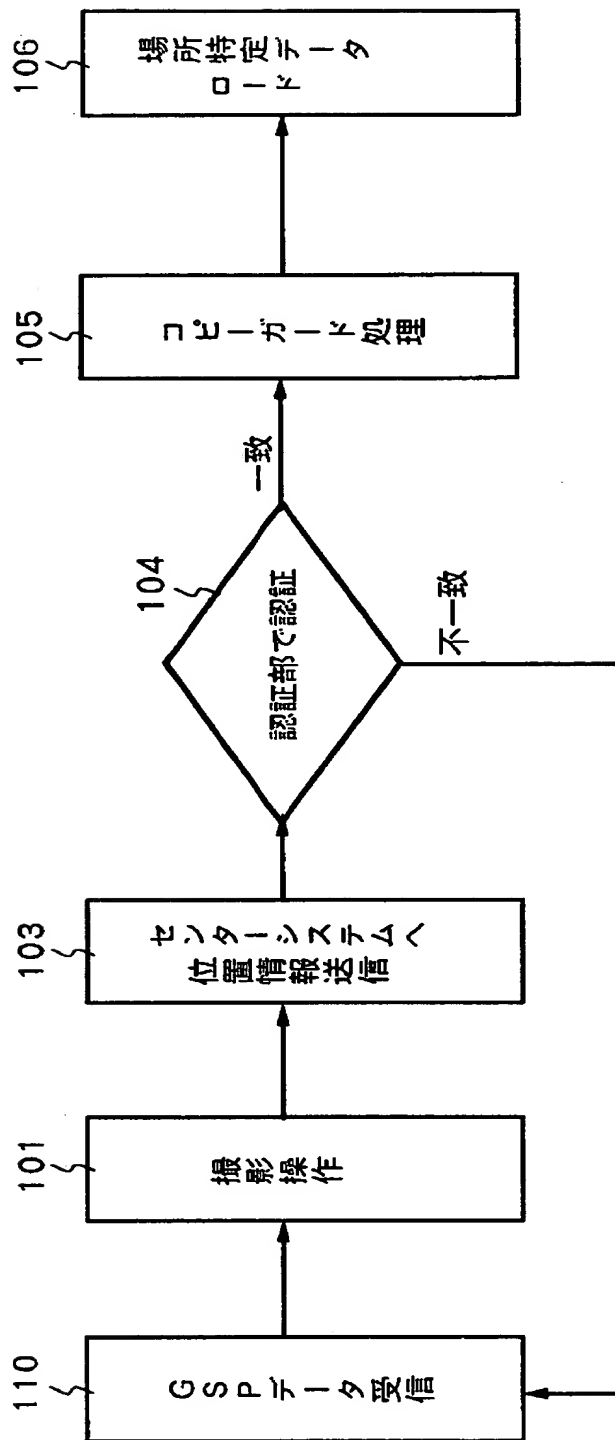 110
GSPデータ受信
101
撮影操作
103
センターシステムへ
位置情報送信
104
認証部で認証
一致
不一致
105
コピーガード処理
106
場所特定データ
ロード